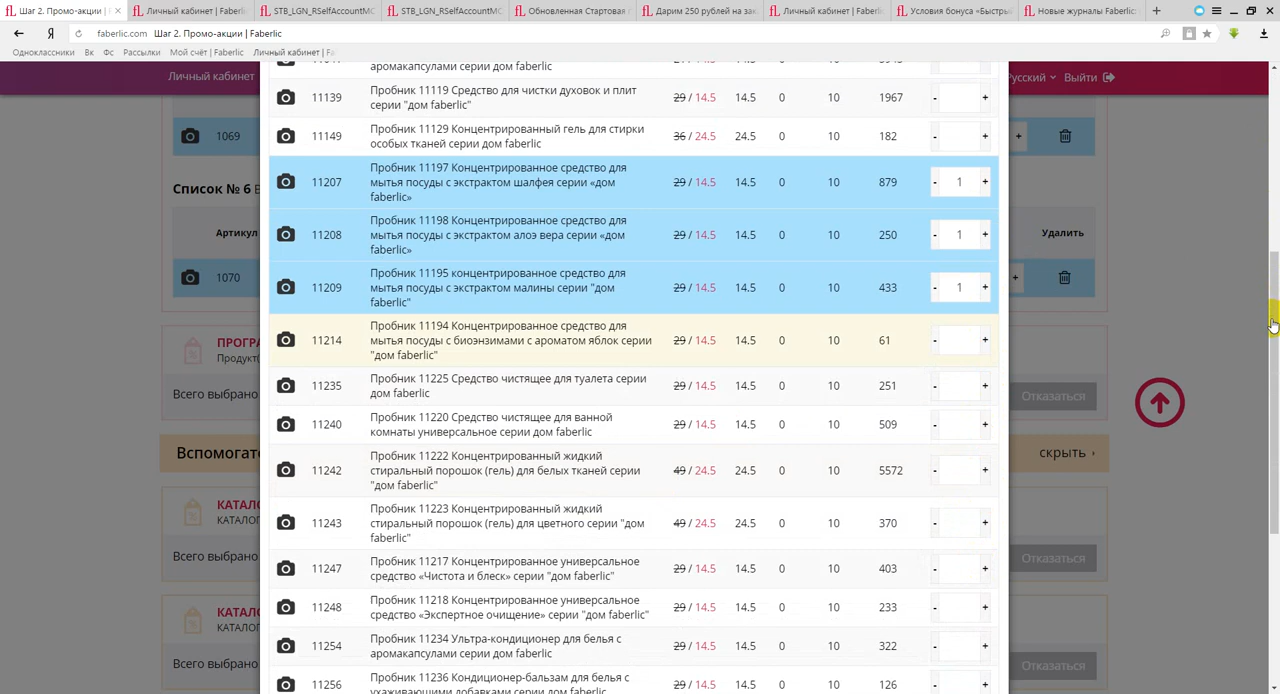 Шаг 2. Промо-акции |
Личный кабинет | Faberlic
STB_LGN_RSelfAccountMC
STB_LGN_RSelfAccountMC
Обновленная Стартовая п
Дарим 250 рублей на зак
Личный кабинет | Faberlic
Условия бонуса «Быстры
Новые журналы Faberlic
faberlic.com Шаг 2. Промо-акции | Faberlic
Одноклассники Вк Фс Рассылки Мой счёт | Faberlic Личный кабинет | Fa
Личный кабинет
Русский
Выйти
аромакапсулами серии дом faberlic
11139 Пробник 11119 Средство для чистки духовок и плит 29 / 14.5 14.5 0 10 1967 - +
серии "дом faberlic"
11149 Пробник 11129 Концентрированный гель для стирки 36 / 24.5 24.5 0 10 182 - +
особых тканей серии дом faberlic
Пробник 11197 Концентрированное средство для
11207 мытья посуды с экстрактом шалфея серии «дом 29 / 14.5 14.5 0 10 879 - 1 +
faberlic»
Пробник 11198 Концентрированное средство для
11208 мытья посуды с экстрактом алоэ вера серии «дом 29 / 14.5 14.5 0 10 250 - 1 +
faberlic»
Пробник 11195 концентрированное средство для
11209 мытья посуды с экстрактом малины серии "дом 29 / 14.5 14.5 0 10 433 - 1 +
faberlic"
Пробник 11194 Концентрированное средство для
11214 мытья посуды с биоэнзимами с ароматом яблок серии 29 / 14.5 14.5 0 10 61 - +
"дом faberlic"
11235 Пробник 11225 Средство чистящее для туалета серии 29 / 14.5 14.5 0 10 251 - +
дом faberlic
11240 Пробник 11220 Средство чистящее для ванной 29 / 14.5 14.5 0 10 509 - +
комнаты универсальное серии дом faberlic
Пробник 11222 Концентрированный жидкий
11242 стиральный порошок (гель) для белых тканей серии 49 / 24.5 24.5 0 10 5572 - +
"дом faberlic"
Пробник 11223 Концентрированный жидкий
11243 стиральный порошок (гель) для цветного серии "дом 49 / 24.5 24.5 0 10 370 - +
faberlic"
11247 Пробник 11217 Концентрированное универсальное 29 / 14.5 14.5 0 10 403 - +
средство «Чистота и блеск» серии "дом faberlic"
11248 Пробник 11218 Концентрированное универсальное 29 / 14.5 14.5 0 10 233 - +
средство «Экспертное очищение» серии "дом faberlic"
11254 Пробник 11234 Ультра-кондиционер для белья с 29 / 14.5 14.5 0 10 322 - +
аромакапсулами серии дом faberlic
11256 Пробник 11236 Кондиционер-бальзам для белья с 29 / 14.5 14.5 0 10 126 - +
ухаживающими добавками серии дом faberlic
1069
+
Список № 6 В
Артикул
Удалить
1070
+
ПРОГРА
Продукт(
Всего выбрано
Отказаться
Вспомогат
скрыть ›
КАТАЛО
КАТАЛОГ
Всего выбрано
Отказаться
КАТАЛО
КАТАЛОГ
Всего выбрано
Отказаться